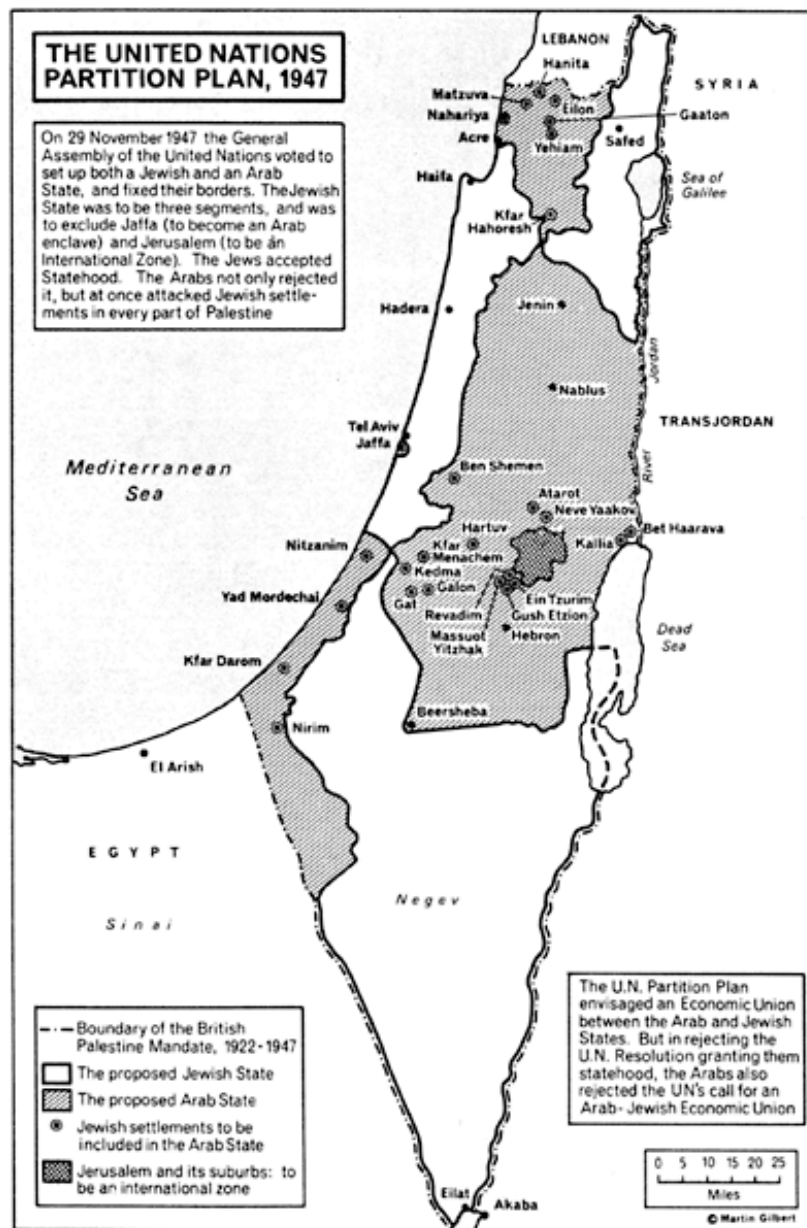 THE UNITED NATIONS
PARTITION PLAN, 1947
On 29 November 1947 the General
Assembly of the United Nations voted to
set up both a Jewish and an Arab
State, and fixed their borders. The Jewish
State was to be three segments, and was
to exclude Jaffa (to become an Arab
enclave) and Jerusalem (to be an
International Zone). The Jews accepted
Statehood. The Arabs not only rejected
it, but at once attacked Jewish settle-
ments in every part of Palestine
LEBANON
Hanita
SYRIA
Matzuva
Eilon
Nahariya
Gaaton
Acre
Yehiam
Safed
Haifa
Sea of
Galilee
Kfar
Hahoresh
Hadera
Jenin
Jordan
Nablus
Tel Aviv
Jaffa
TRANSJORDAN
Mediterranean
Sea
Ben Shemen
River
Atarot
Neve Yaakov
Hartuv
Bet Haarava
Nitzanim
Kfar
Menachem
Kallia
Kedma
Yad Mordechai
Galon
Gat
Ein Tzurim
Revadim
Gush Etzion
Massuot
Yitzhak
Hebron
Dead
Sea
Kfar Darom
Beersheba
Nirim
El Arish
EGYPT
Sinai
Negev
Boundary of the British
Palestine Mandate, 1922-1947
The proposed Jewish State
The proposed Arab State
Jewish settlements to be
included in the Arab State
Jerusalem and its suburbs: to
be an international zone
The U.N. Partition Plan
envisaged an Economic Union
between the Arab and Jewish
States. But in rejecting the
U.N. Resolution granting them
statehood, the Arabs also
rejected the UN's call for an
Arab-Jewish Economic Union
0 5 10 15 20 25
Miles
Eilat
Akaba
© Martin Gilbert